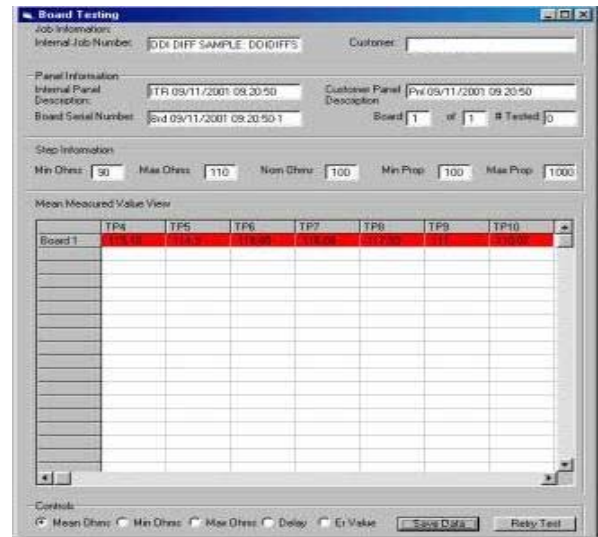 Board Testing
Job Information:
Internal Job Number: DDI DIFF SAMPLE: DDIDIFFS Customer:
Panel Information
Internal Panel Description: ITR 09/11/2001 09:20:50 Customer Panel Description Pnl 09/11/2001 09:20:50
Board Serial Number: Brd 09/11/2001 09:20:50-1 Board 1 of 1 # Tested 0
Step Information
Min Ohms 90 Max Ohms 110 Nom Ohms 100 Min Prop 100 Max Prop 1000
Mean Measured Value View
TP4 TP5 TP6 TP7 TP8 TP9 TP10
Board 1
Controls
Mean Ohms Min Ohms Max Ohms Delay Er Value Save Data Retry Test